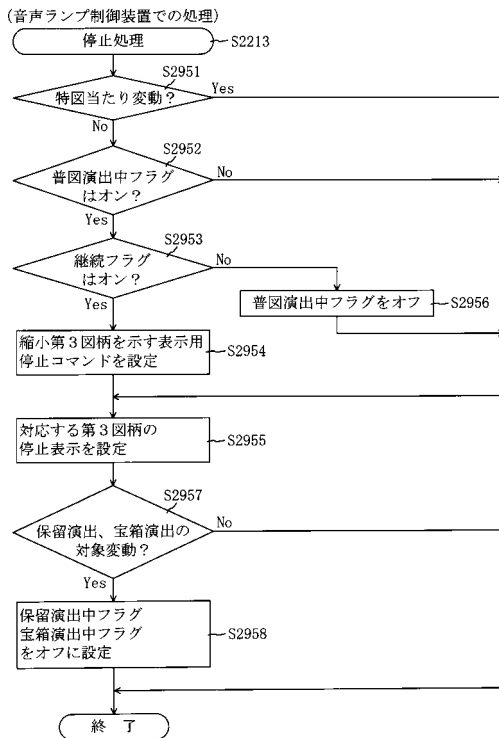 (音声ランプ制御装置での処理)
停止処理
S2213
S2951
特図当たり変動？
Yes
No
S2952
普図演出中フラグ
はオン？
No
Yes
S2953
継続フラグ
はオン？
No
Yes
普図演出中フラグをオフ
S2956
縮小第３図柄を示す表示用
停止コマンドを設定
S2954
対応する第３図柄の
停止表示を設定
S2955
S2957
保留演出、宝箱演出の
対象変動？
No
Yes
保留演出中フラグ
宝箱演出中フラグ
をオフに設定
S2958
終 了